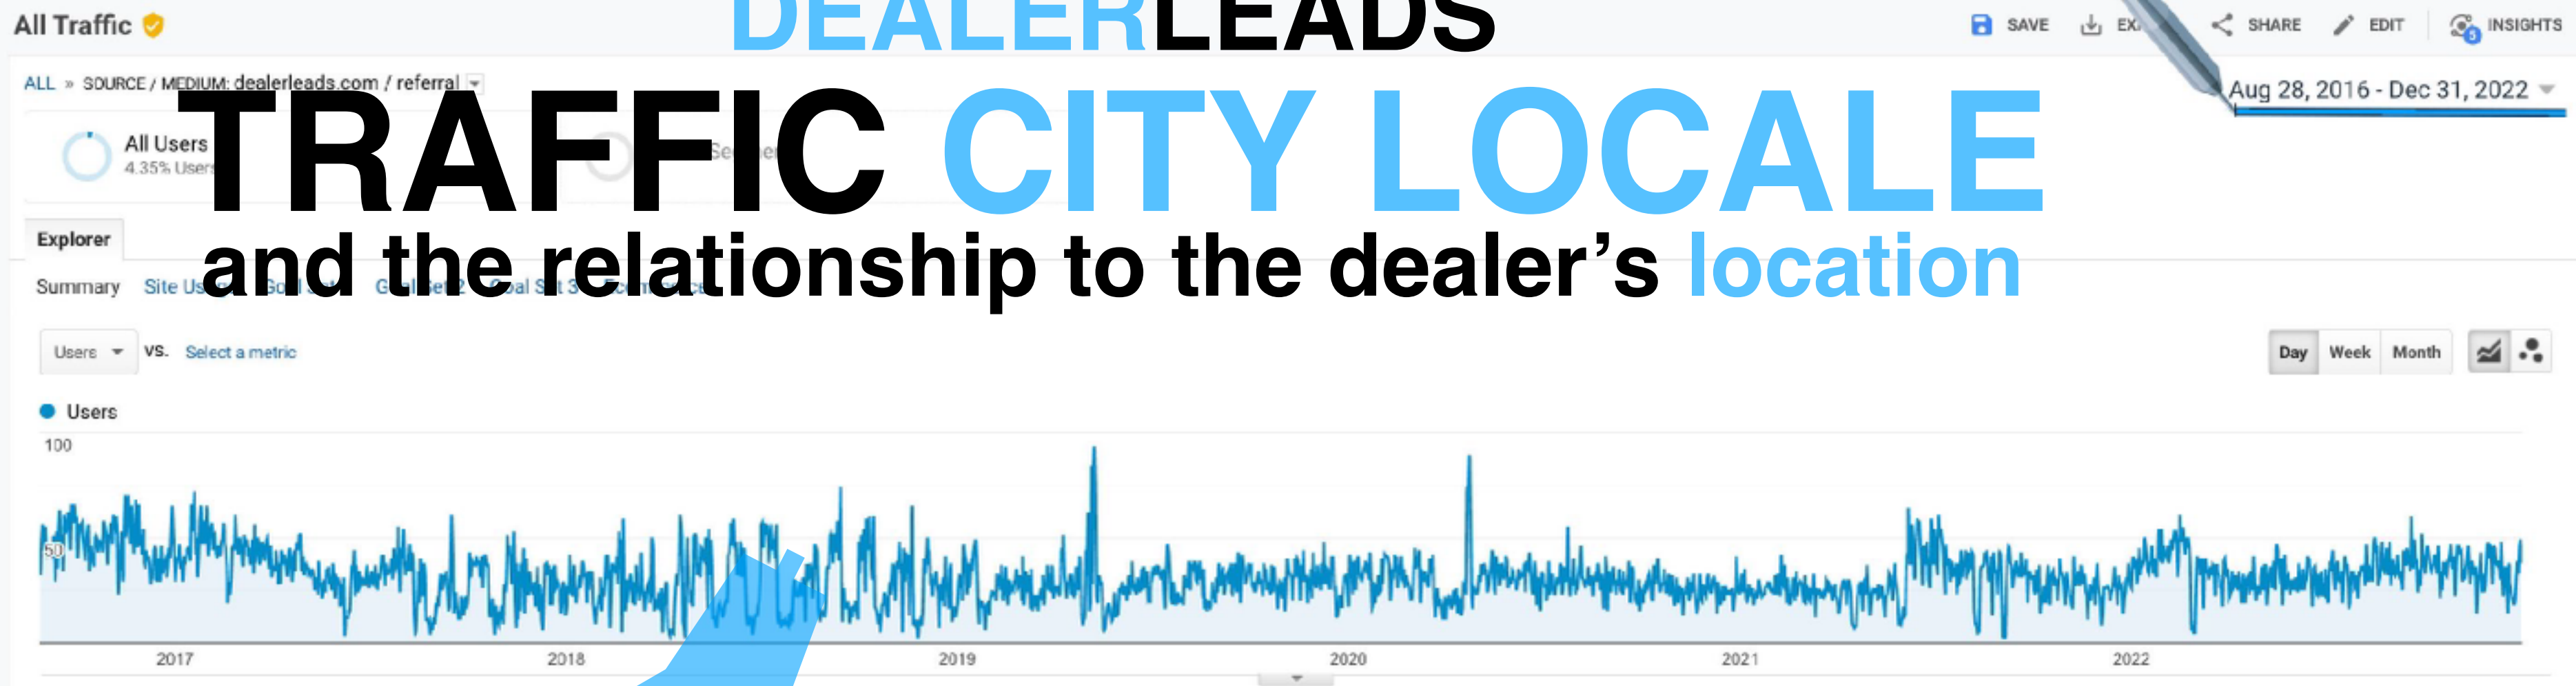 DEALERLEADS
All Traffic
SAVE
SHARE
EDIT
INSIGHTS
5
ALL » SOURCE / MEDIUM: dealerleads.com / referral
Aug 28, 2016 - Dec 31, 2022
TRAFFIC CITY LOCALE
All Users
4.35%
Explorer
and the relationship to the dealer’s location
Summary
Users VS. Select a metric
Day Week Month
Users
100
50
2017 2018 2019 2020 2021 2022